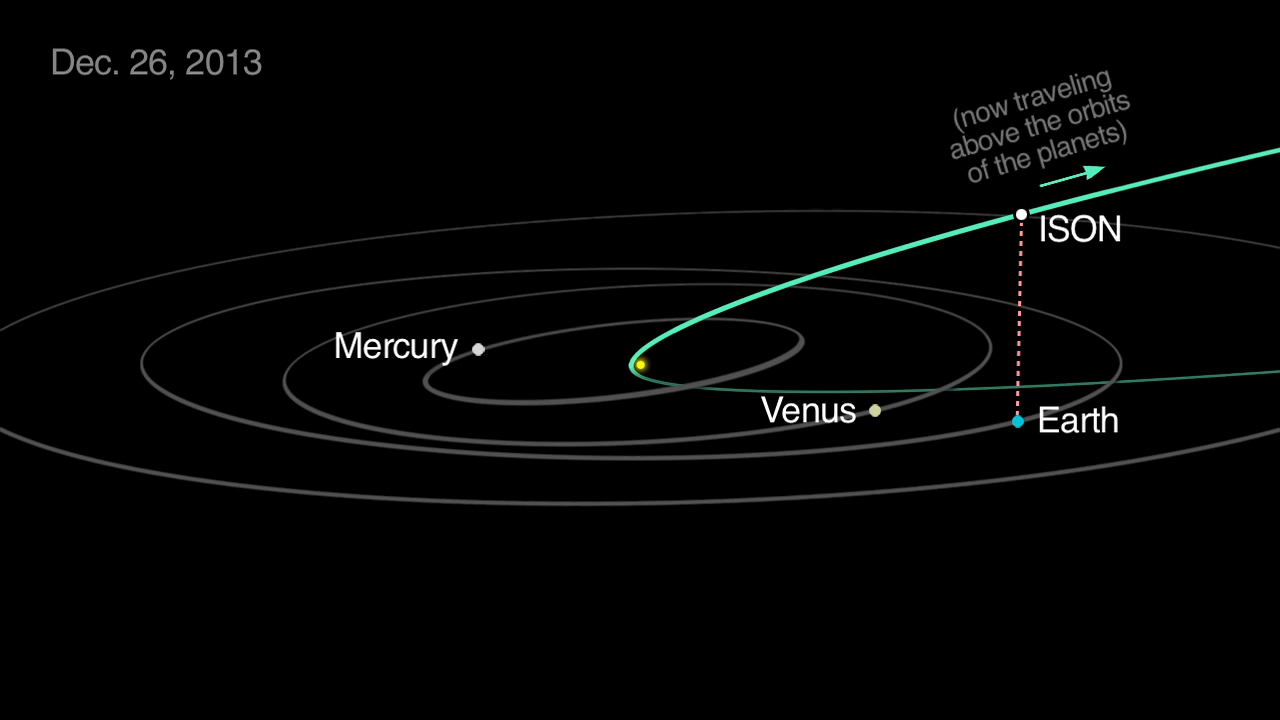 Dec. 26, 2013
(now traveling
above the orbits
of the planets)
ISON
Mercury
Venus
Earth